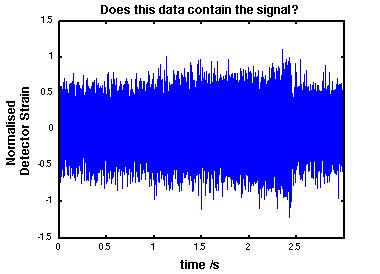 Does this data contain the signal?
1.5
1
0.5
0
-0.5
-1
-1.5
Normalised
Detector Strain
0 0.5 1 1.5 2 2.5
time /s